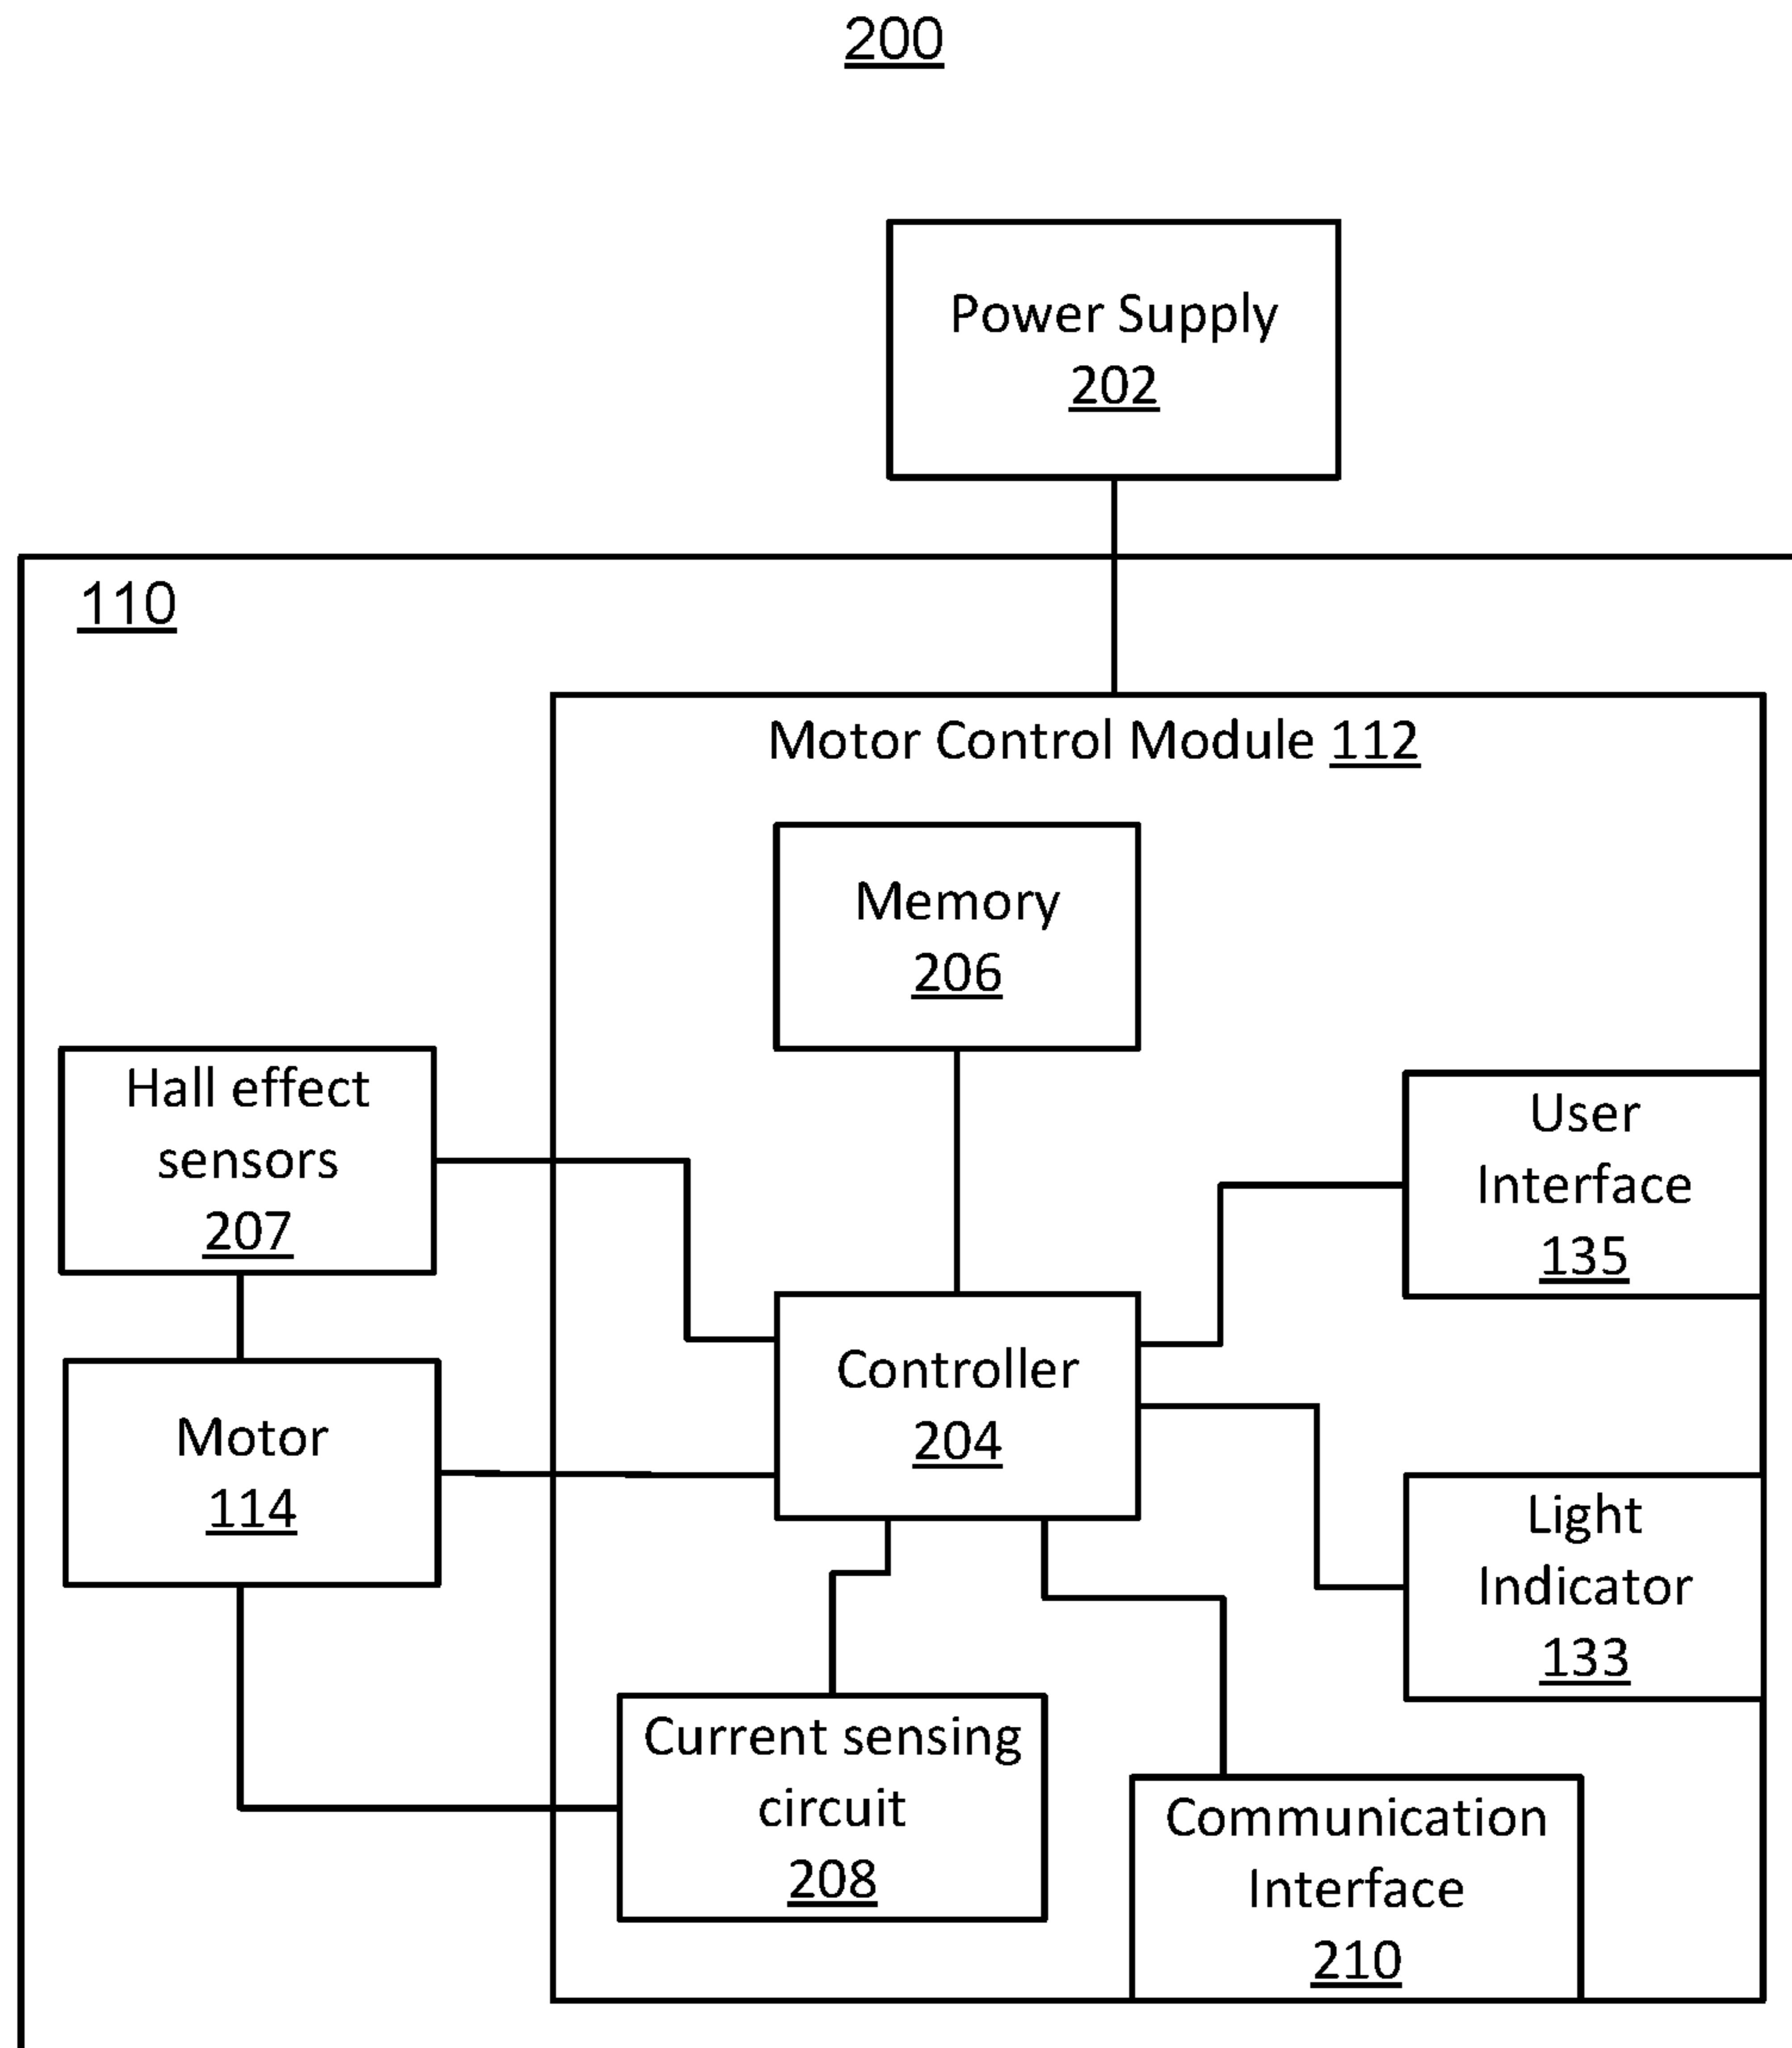 200
Power Supply
202
110
Motor Control Module 112
Memory
206
Hall effect
sensors
207
User
Interface
135
Controller
204
Motor
114
Light
Indicator
133
Current sensing
circuit
208
Communication
Interface
210